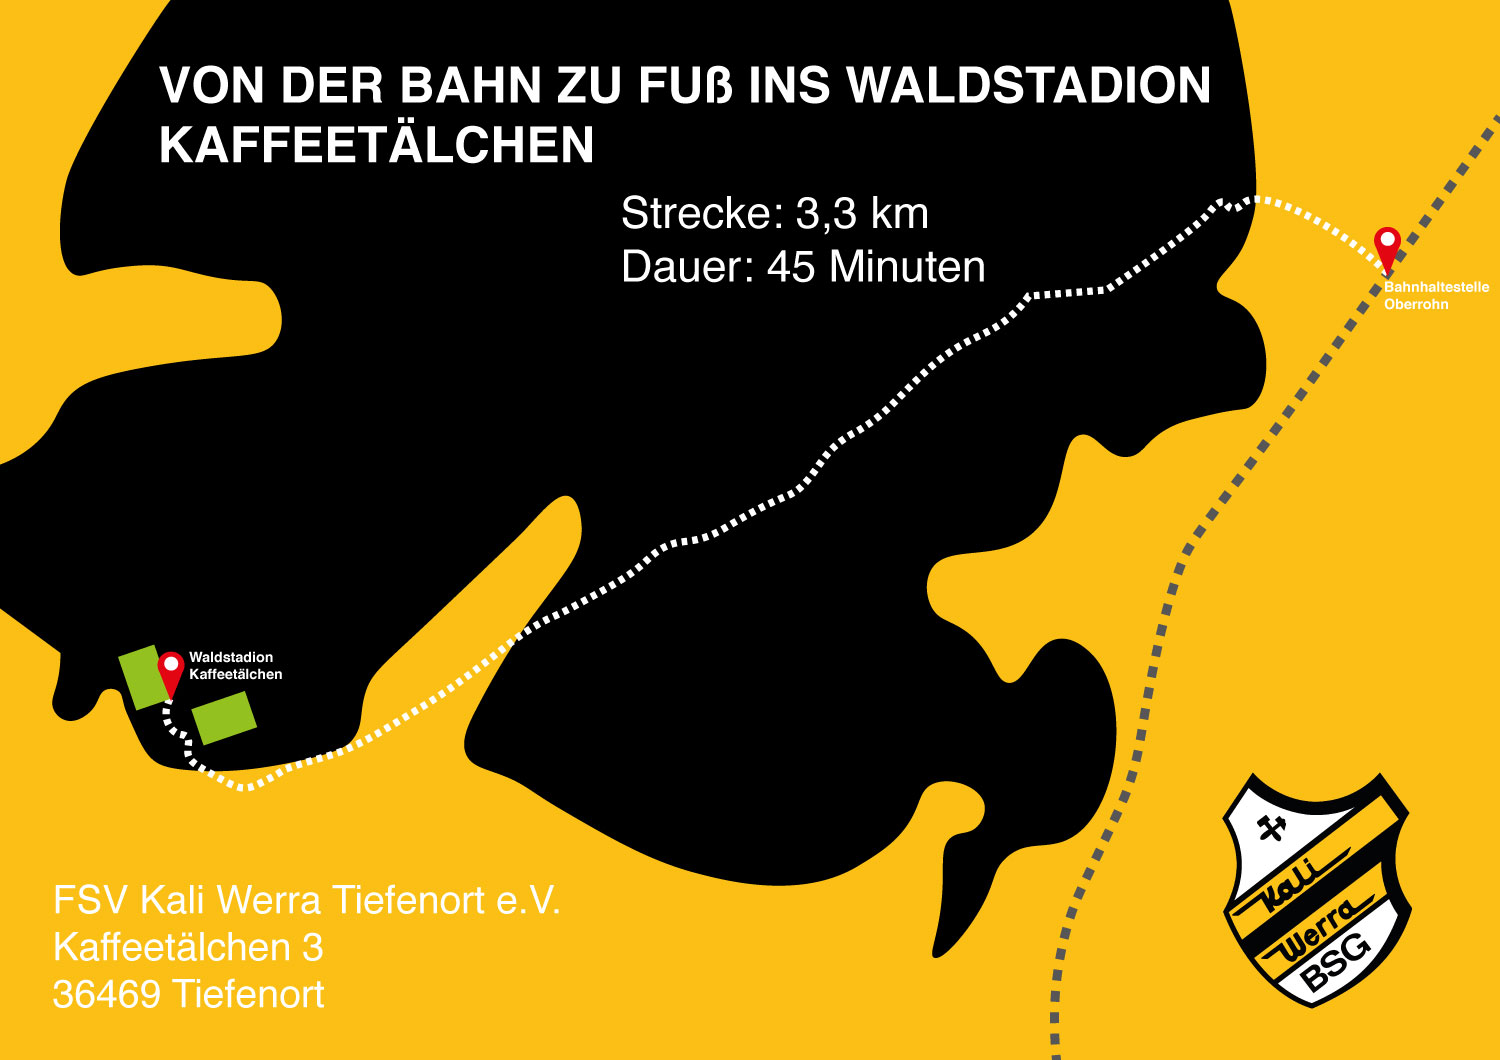 VON DER BAHN ZU FUß INS WALDSTADION
KAFFEETÄLCHEN
Strecke: 3,3 km
Dauer: 45 Minuten
Bahnhaltestelle
Oberrohn
Waldstadion
Kaffeetälchen
FSV Kali Werra Tiefenort e.V.
Kaffeetälchen 3
36469 Tiefenort
Kali
Werra
BSG